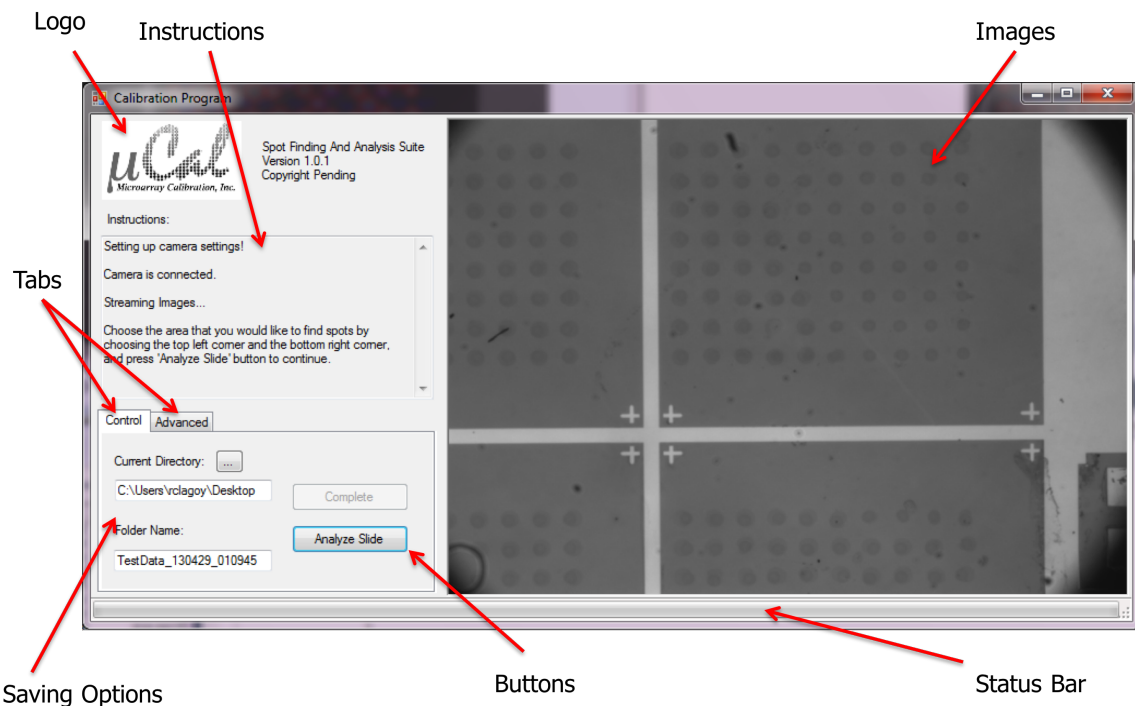 Logo
Instructions
Images
Calibration Program
µCal
Microarray Calibration, Inc.
Spot Finding And Analysis Suite
Version 1.0.1
Copyright Pending
Instructions:
Setting up camera settings!
Camera is connected.
Streaming Images...
Choose the area that you would like to find spots by
choosing the top left corner and the bottom right corner,
and press 'Analyze Slide' button to continue.
Tabs
Control
Advanced
Current Directory:
...
C:\Users\rclagoy\Desktop
Complete
Folder Name:
Analyze Slide
TestData_130429_010945
Saving Options
Buttons
Status Bar